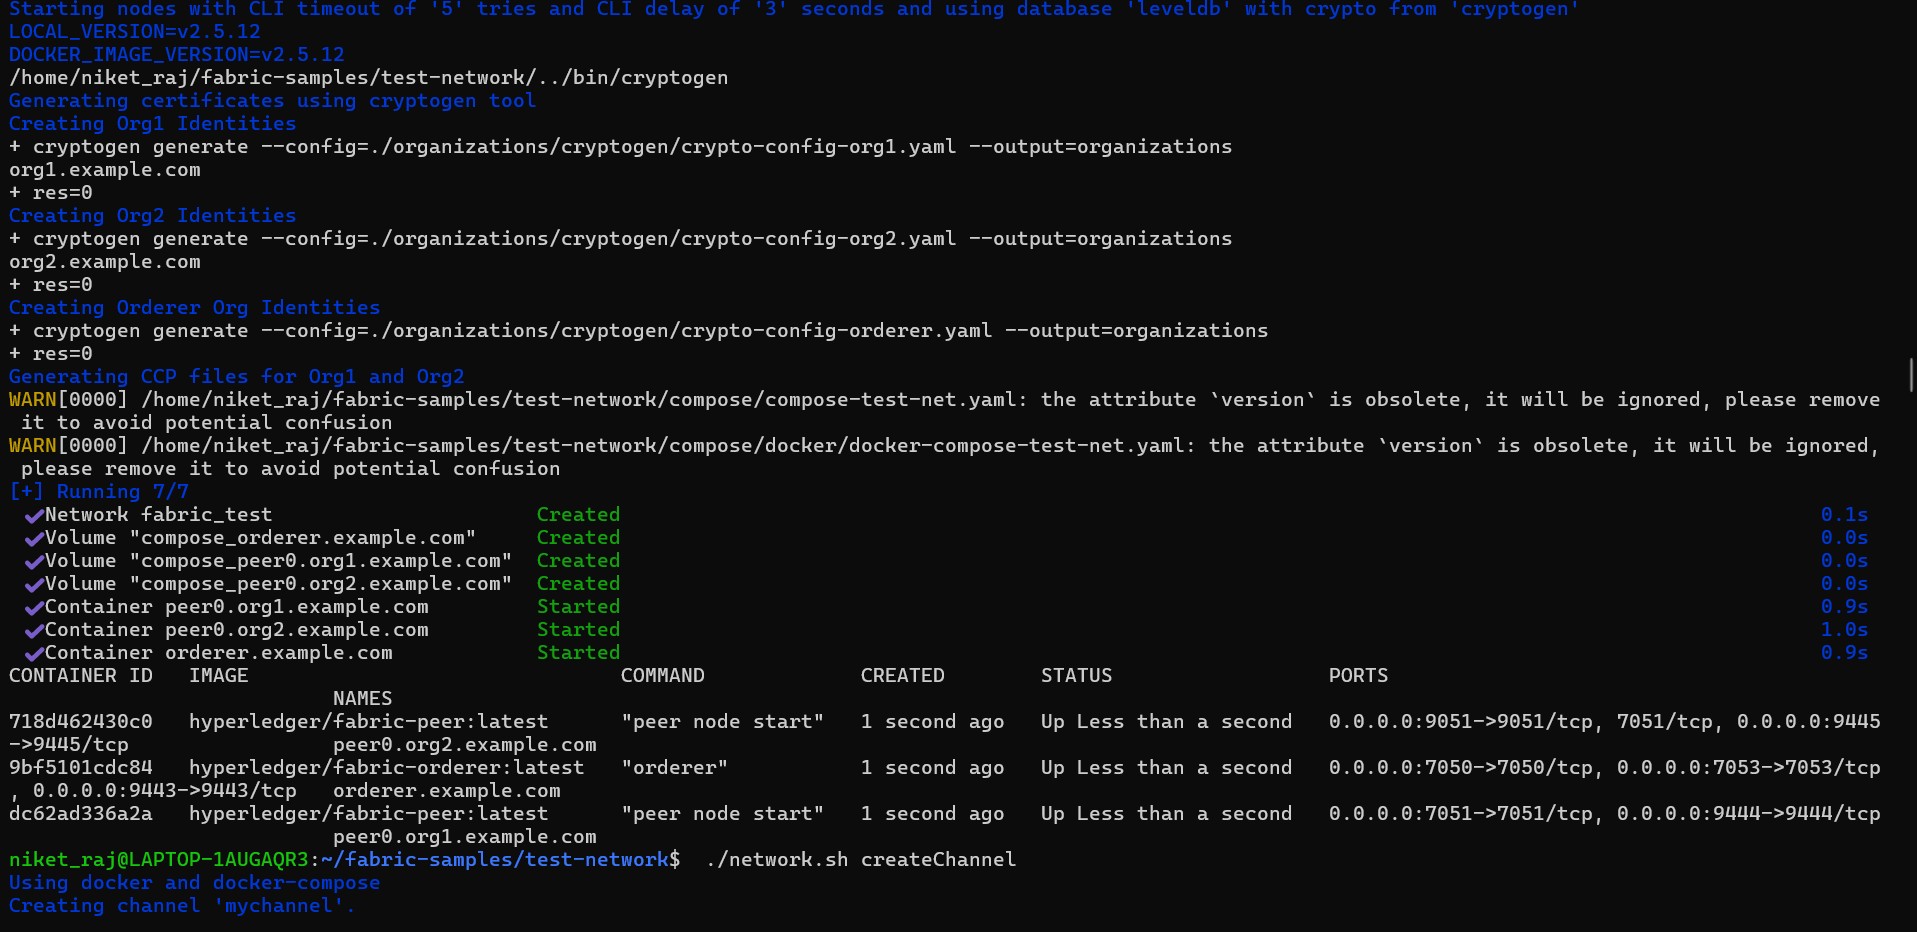 Starting nodes with CLI timeout of '5' tries and CLI delay of '3' seconds and using database 'leveldb' with crypto from 'cryptogen'
LOCAL_VERSION=v2.5.12
DOCKER_IMAGE_VERSION=v2.5.12
/home/niket_raj/fabric-samples/test-network/../bin/cryptogen
Generating certificates using cryptogen tool
Creating Org1 Identities
+ cryptogen generate --config=./organizations/cryptogen/crypto-config-org1.yaml --output=organizations
org1.example.com
+ res=0
Creating Org2 Identities
+ cryptogen generate --config=./organizations/cryptogen/crypto-config-org2.yaml --output=organizations
org2.example.com
+ res=0
Creating Orderer Org Identities
+ cryptogen generate --config=./organizations/cryptogen/crypto-config-orderer.yaml --output=organizations
+ res=0
Generating CCP files for Org1 and Org2
WARN[0000] /home/niket_raj/fabric-samples/test-network/compose/compose-test-net.yaml: the attribute `version` is obsolete, it will be ignored, please remove
 it to avoid potential confusion
WARN[0000] /home/niket_raj/fabric-samples/test-network/compose/docker/docker-compose-test-net.yaml: the attribute `version` is obsolete, it will be ignored,
 please remove it to avoid potential confusion
[+] Running 7/7
 ✔Network fabric_test                      Created                                                                                                    0.1s
 ✔Volume "compose_orderer.example.com"     Created                                                                                                    0.0s
 ✔Volume "compose_peer0.org1.example.com"  Created                                                                                                    0.0s
 ✔Volume "compose_peer0.org2.example.com"  Created                                                                                                    0.0s
 ✔Container peer0.org1.example.com         Started                                                                                                    0.9s
 ✔Container peer0.org2.example.com         Started                                                                                                    1.0s
 ✔Container orderer.example.com            Started                                                                                                    0.9s
CONTAINER ID   IMAGE                               COMMAND             CREATED         STATUS                  PORTS
                           NAMES
718d462430c0   hyperledger/fabric-peer:latest      "peer node start"   1 second ago   Up Less than a second   0.0.0.0:9051->9051/tcp, 7051/tcp, 0.0.0.0:9445
->9445/tcp                 peer0.org2.example.com
9bf5101cdc84   hyperledger/fabric-orderer:latest   "orderer"           1 second ago   Up Less than a second   0.0.0.0:7050->7050/tcp, 0.0.0.0:7053->7053/tcp
, 0.0.0.0:9443->9443/tcp   orderer.example.com
dc62ad336a2a   hyperledger/fabric-peer:latest      "peer node start"   1 second ago   Up Less than a second   0.0.0.0:7051->7051/tcp, 0.0.0.0:9444->9444/tcp
                           peer0.org1.example.com
niket_raj@LAPTOP-1AUGAQR3:~/fabric-samples/test-network$  ./network.sh createChannel
Using docker and docker-compose
Creating channel 'mychannel'.